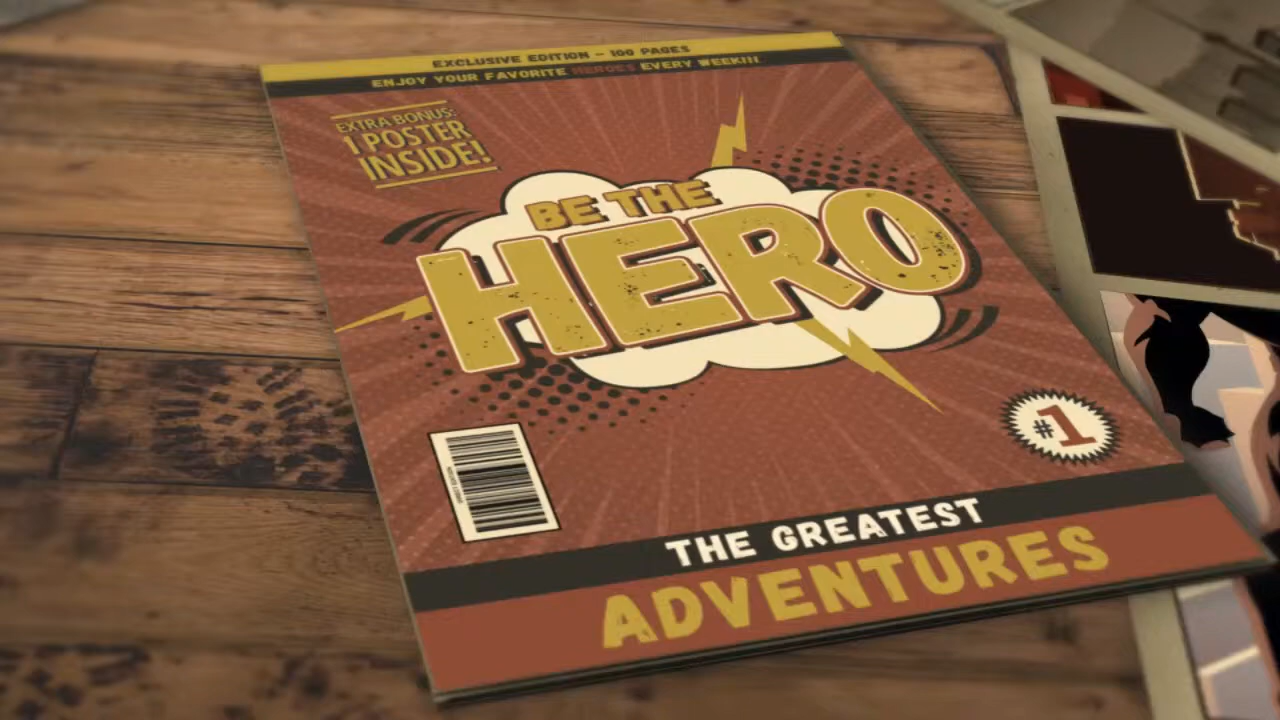 EXCLUSIVE EDITION - 100 PAGES
ENJOY YOUR FAVORITE HEROES EVERY WEEK!!!
EXTRA BONUS:
1 POSTER
INSIDE!
BE THE
HERO
#1
THE GREATEST
ADVENTURES